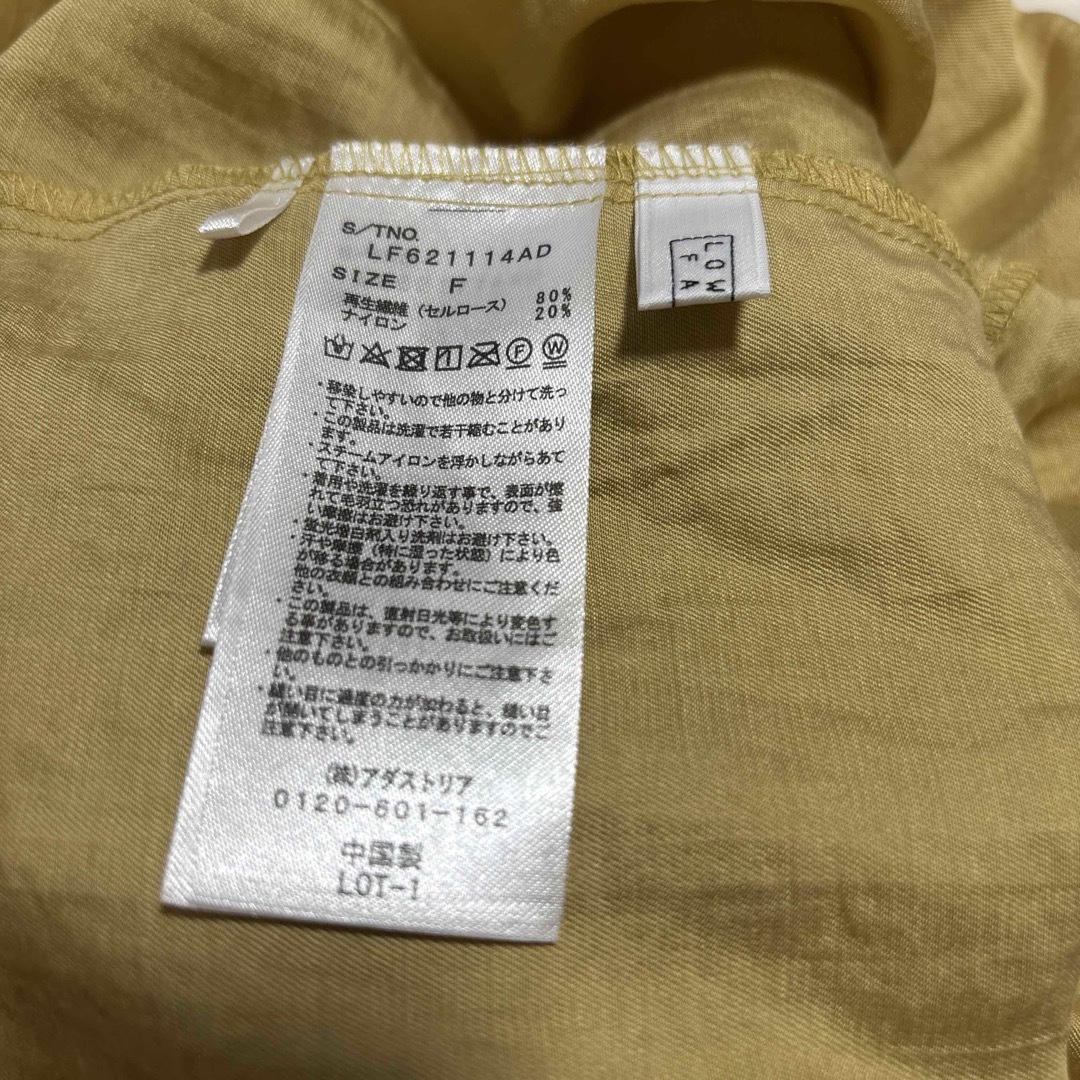 S/TNO.
LF621114AD
SIZE F
再生繊維(セルロース) 80%
ナイロン 20%
・移染しやすいので他の物と分けて洗っ
て下さい。
・この製品は洗濯で若干縮むことがあり
ます。
・スチームアイロンを浮かしながらあて
て下さい。
・着用や洗濯を繰り返す事で、表面が擦
れて毛羽立つ恐れがありますので、強
い摩擦はお避け下さい。
・蛍光増白剤入り洗剤はお避け下さい。
・汗や摩擦(特に湿った状態)により色
が移る場合があります。
他の衣類との組み合わせにご注意くだ
さい。
・この製品は、直射日光等により変色す
る事がありますので、お取扱いにはご
注意下さい。
・他のものとの引っかかりにご注意下さ
い。
・縫い目に過度の力が加わると、縫い目
が開いてしまうことがありますのでご
注意下さい。
(株)アダストリア
0120-601-162
中国製
LOT-1
LOW
FA